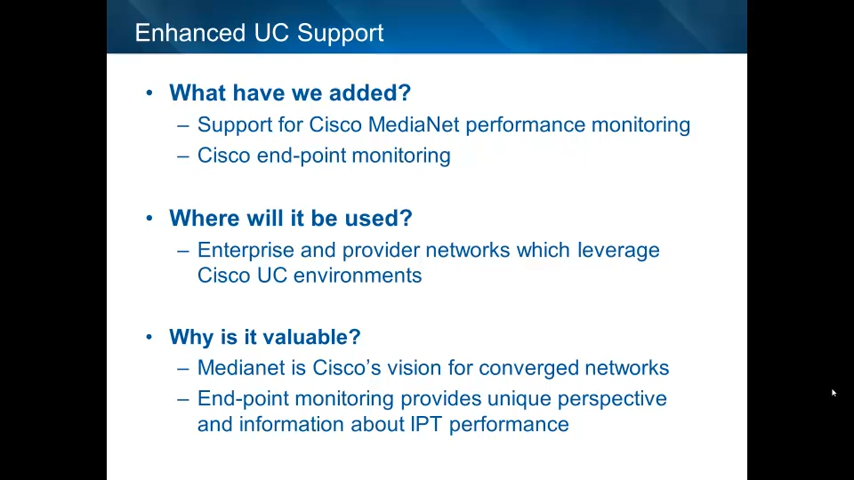 Enhanced UC Support
• What have we added?
– Support for Cisco MediaNet performance monitoring
– Cisco end-point monitoring
• Where will it be used?
– Enterprise and provider networks which leverage
Cisco UC environments
• Why is it valuable?
– Medianet is Cisco's vision for converged networks
– End-point monitoring provides unique perspective
and information about IPT performance